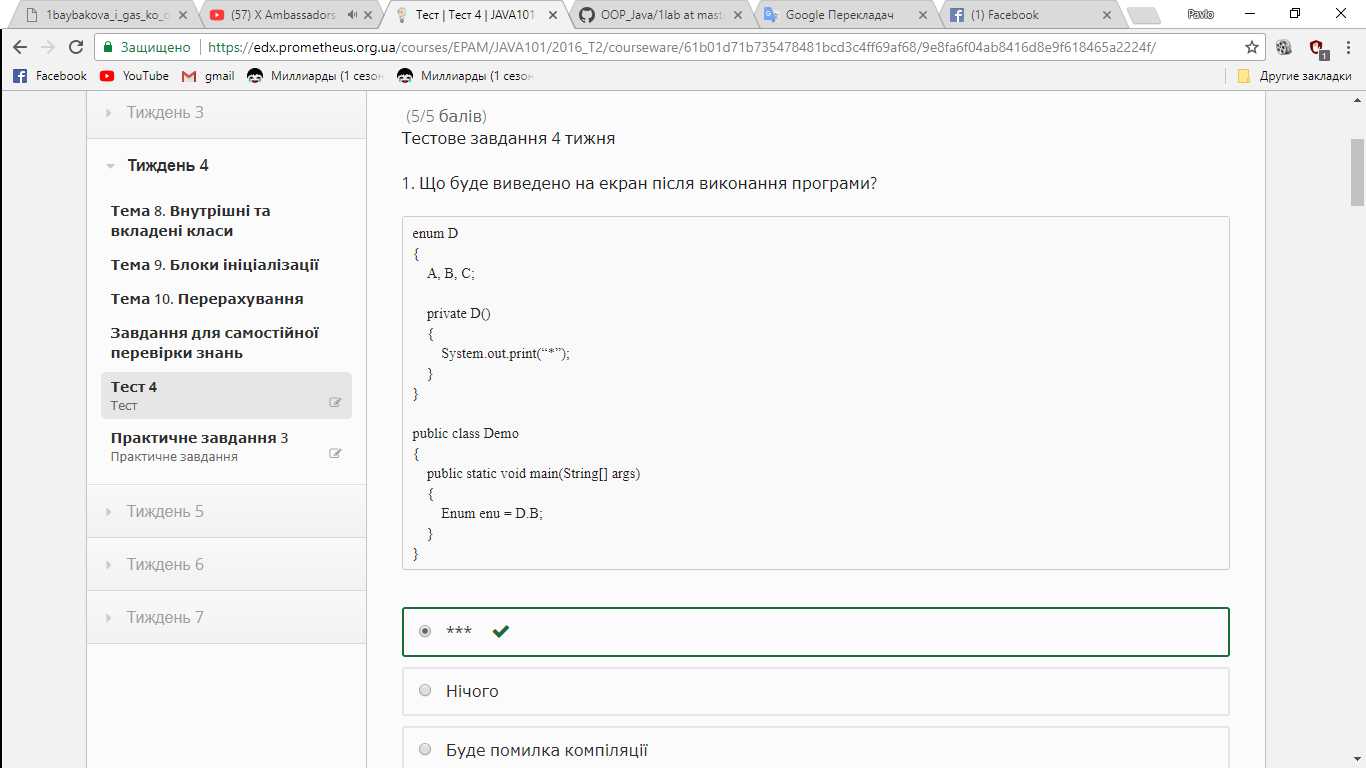 1baybakova_i_gas_ko_o
(57) X Ambassadors
Тест | Тест 4 | JAVA101
OOP_Java/1lab at mast
Google Перекладач
(1) Facebook
Pavlo
Защищено
https://edx.prometheus.org.ua/courses/EPAM/JAVA101/2016_T2/courseware/61b01d71b735478481bcd3c4ff69af68/9e8fa6f04ab8416d8e9f618465a2224f/
1
Facebook
YouTube
gmail
Миллиарды (1 сезон
Миллиарды (1 сезон
Другие закладки
Тиждень 3
Тиждень 4
Тема 8. Внутрішні та
вкладені класи
Тема 9. Блоки ініціалізації
Тема 10. Перерахування
Завдання для самостійної
перевірки знань
Тест 4
Тест
Практичне завдання 3
Практичне завдання
Тиждень 5
Тиждень 6
Тиждень 7
(5/5 балів)
Тестове завдання 4 тижня
1. Що буде виведено на екран після виконання програми?
enum D
{
A, B, C;
private D()
{
System.out.print(“*”);
}
}
public class Demo
{
public static void main(String[] args)
{
Enum enu = D.B;
}
}
***
Нічого
Буде помилка компіляції